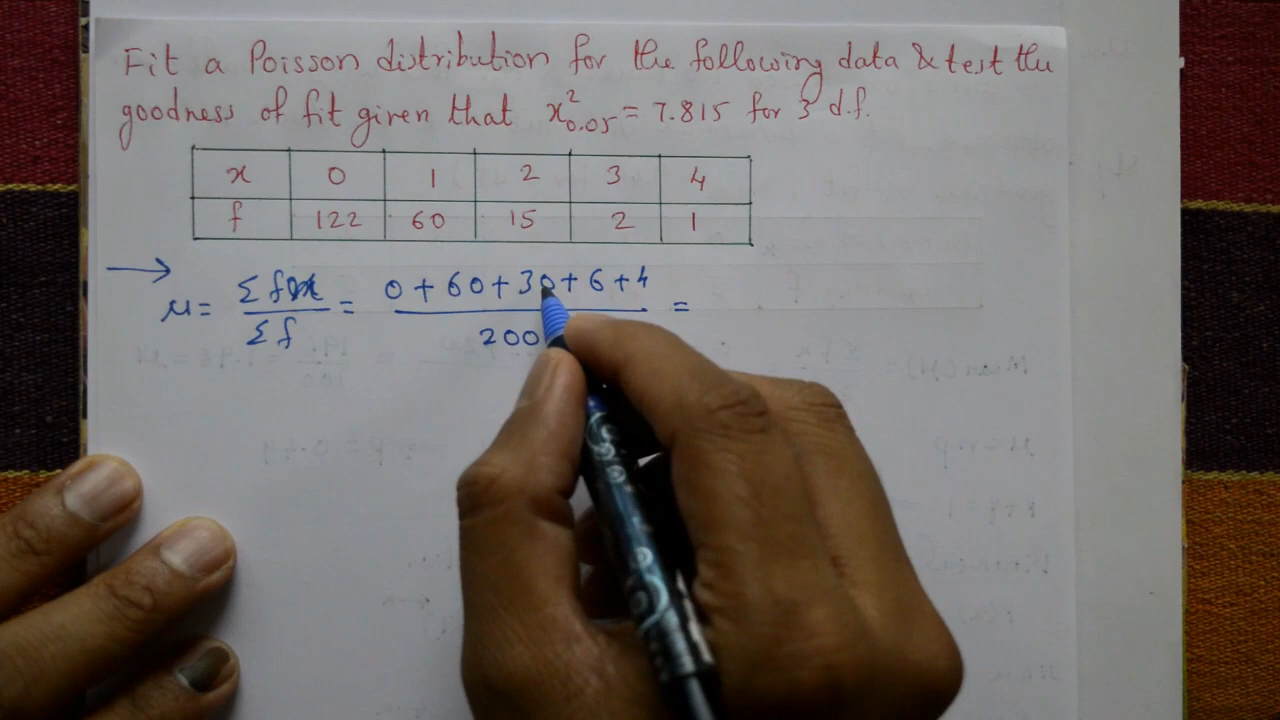 Fit a Poisson distribution for the following data & test the
goodness of fit given that x²0.05 = 7.815 for 3 d.f.
x 0 1 2 3 4
f 122 60 15 2 1
→
μ = Σfx / Σf = 0 + 60 + 30 + 6 + 4 / 200 =